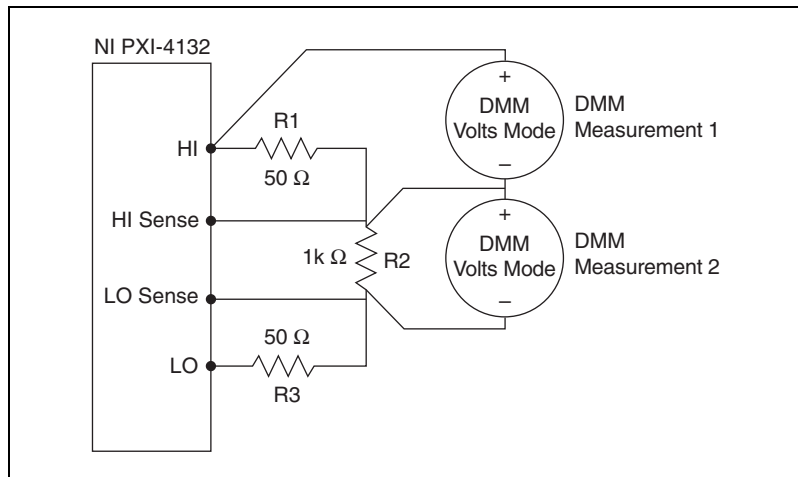 NI PXI-4132
HI
HI Sense
LO Sense
LO
R1
50 Ω
1k Ω
R2
50 Ω
R3
+
DMM
Volts Mode
–
DMM
Measurement 1
+
DMM
Volts Mode
–
DMM
Measurement 2